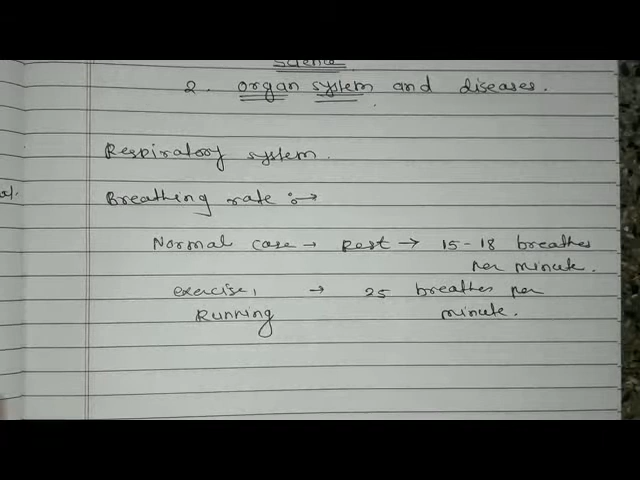 Science
2. organ system and diseases.
Respiratory system.
Breathing rate :→
Normal case → Rest → 15-18 breathes
per minute.
exercise, → 25 breathes per
Running minute.